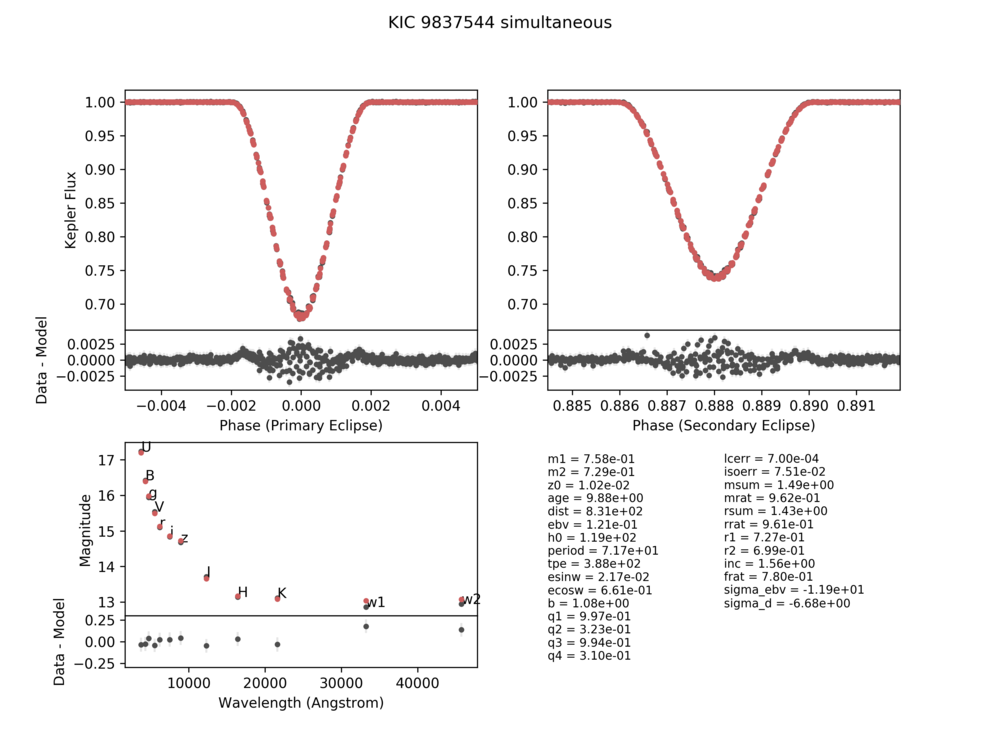 KIC 9837544 simultaneous
1.00
0.95
0.90
0.85
0.80
0.75
0.70
Kepler Flux
0.0025
0.0000
−0.0025
Data - Model
−0.004 −0.002 0.000 0.002 0.004
Phase (Primary Eclipse)
1.00
0.95
0.90
0.85
0.80
0.75
0.70
0.0025
0.0000
−0.0025
0.885 0.886 0.887 0.888 0.889 0.890 0.891
Phase (Secondary Eclipse)
17
16
15
14
13
Magnitude
U
B
g
V
r
i
z
J
H
K
w1
w2
0.25
0.00
−0.25
Data - Model
10000 20000 30000 40000
Wavelength (Angstrom)
m1 = 7.58e-01
m2 = 7.29e-01
z0 = 1.02e-02
age = 9.88e+00
dist = 8.31e+02
ebv = 1.21e-01
h0 = 1.19e+02
period = 7.17e+01
tpe = 3.88e+02
esinw = 2.17e-02
ecosw = 6.61e-01
b = 1.08e+00
q1 = 9.97e-01
q2 = 3.23e-01
q3 = 9.94e-01
q4 = 3.10e-01
lcerr = 7.00e-04
isoerr = 7.51e-02
msum = 1.49e+00
mrat = 9.62e-01
rsum = 1.43e+00
rrat = 9.61e-01
r1 = 7.27e-01
r2 = 6.99e-01
inc = 1.56e+00
frat = 7.80e-01
sigma_ebv = -1.19e+01
sigma_d = -6.68e+00